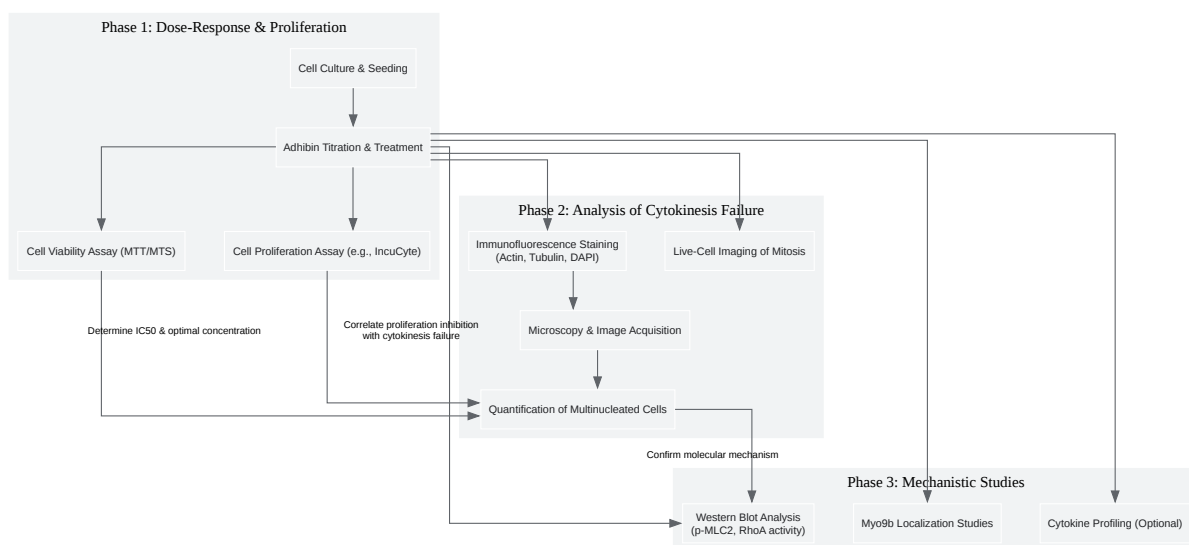 Phase 1: Dose-Response & Proliferation
Cell Culture & Seeding
Adhibin Titration & Treatment
Cell Viability Assay (MTT/MTS)
Cell Proliferation Assay (e.g., IncuCyte)
Phase 2: Analysis of Cytokinesis Failure
Immunofluorescence Staining
(Actin, Tubulin, DAPI)
Live-Cell Imaging of Mitosis
Determine IC50 & optimal concentration
Correlate proliferation inhibition
with cytokinesis failure
Microscopy & Image Acquisition
Quantification of Multinucleated Cells
Confirm molecular mechanism
Phase 3: Mechanistic Studies
Western Blot Analysis
(p-MLC2, RhoA activity)
Myo9b Localization Studies
Cytokine Profiling (Optional)